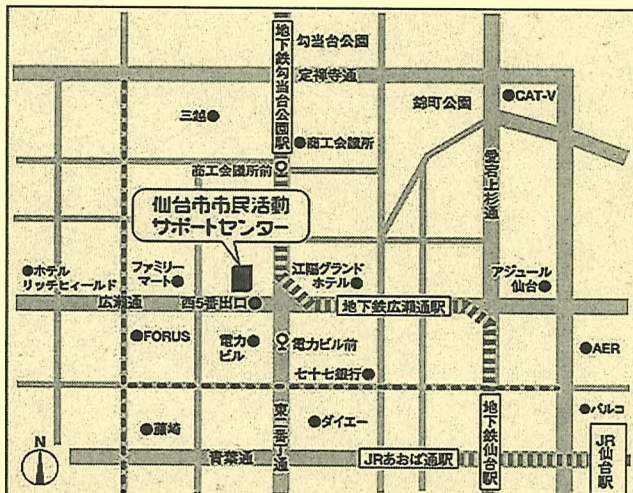 勾当台公園
定禅寺通
地下鉄勾当台公園駅
錦町公園
CAT-V
三越
商工会議所
商工会議所前
愛宕上杉通
仙台市市民活動
サポートセンター
ホテル
リッチヒィールド
ファミリー
マート
江陽グランド
ホテル
アジュール
仙台
広瀬通
西5番出口
地下鉄広瀬通駅
FORUS
電力
ビル
電力ビル前
AER
七十七銀行
東二番丁通
地下鉄仙台駅
パルコ
藤崎
ダイエー
JR仙台駅
N
青葉通
JRあおば通駅